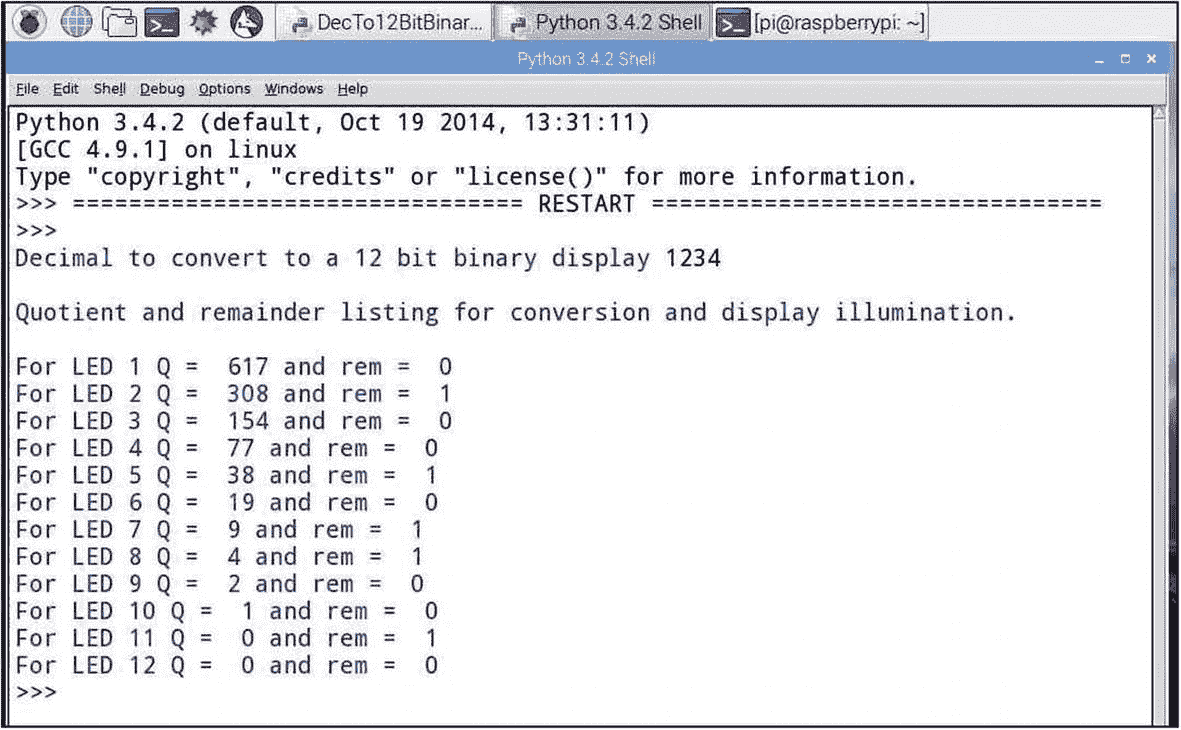 DecTo12BitBinar... Python 3.4.2 Shell [pi@raspberrypi: ~]
Python 3.4.2 Shell
File Edit Shell Debug Options Windows Help
Python 3.4.2 (default, Oct 19 2014, 13:31:11)
[GCC 4.9.1] on linux
Type "copyright", "credits" or "license()" for more information.
>>> ================================ RESTART ================================
>>>
Decimal to convert to a 12 bit binary display 1234
Quotient and remainder listing for conversion and display illumination.
For LED 1 Q =  617 and rem =  0
For LED 2 Q =  308 and rem =  1
For LED 3 Q =  154 and rem =  0
For LED 4 Q =  77 and rem =  0
For LED 5 Q =  38 and rem =  1
For LED 6 Q =  19 and rem =  0
For LED 7 Q =  9 and rem =  1
For LED 8 Q =  4 and rem =  1
For LED 9 Q =  2 and rem =  0
For LED 10 Q =  1 and rem =  0
For LED 11 Q =  0 and rem =  1
For LED 12 Q =  0 and rem =  0
>>>